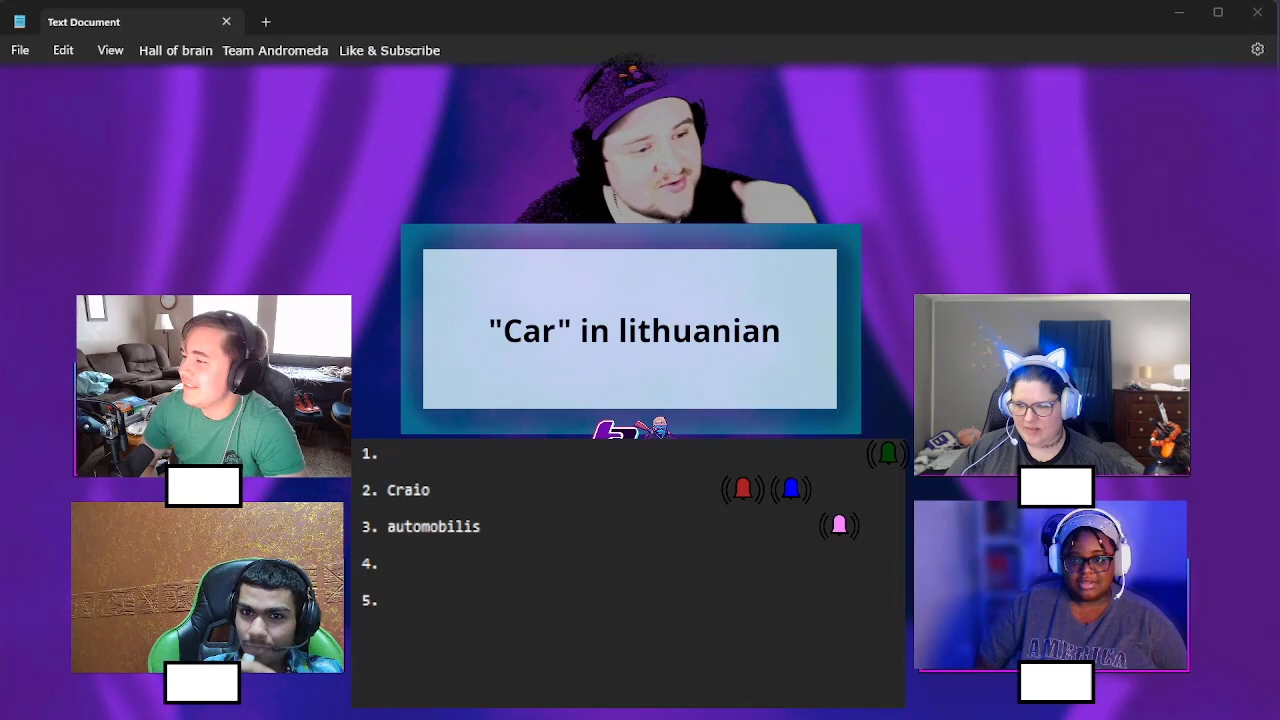 Text Document
File Edit View Hall of brain Team Andromeda Like & Subscribe
"Car" in lithuanian
1.
2. Craio
3. automobilis
4.
5.
AMERICA